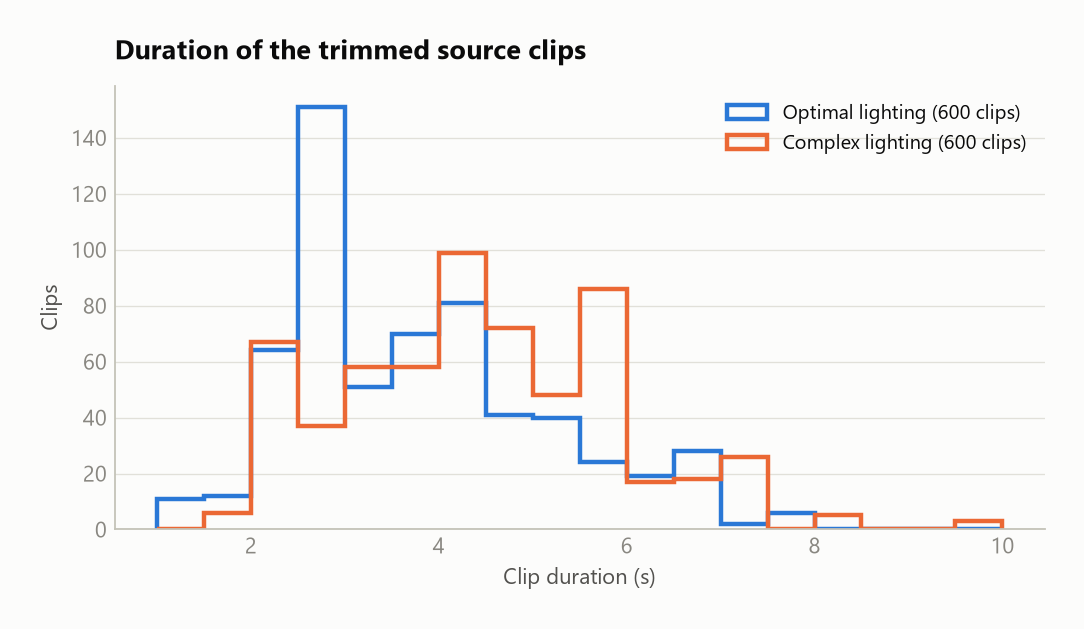 Duration of the trimmed source clips
Optimal lighting (600 clips)
Complex lighting (600 clips)
Clips
140
120
100
80
60
40
20
0
2 4 6 8 10
Clip duration (s)